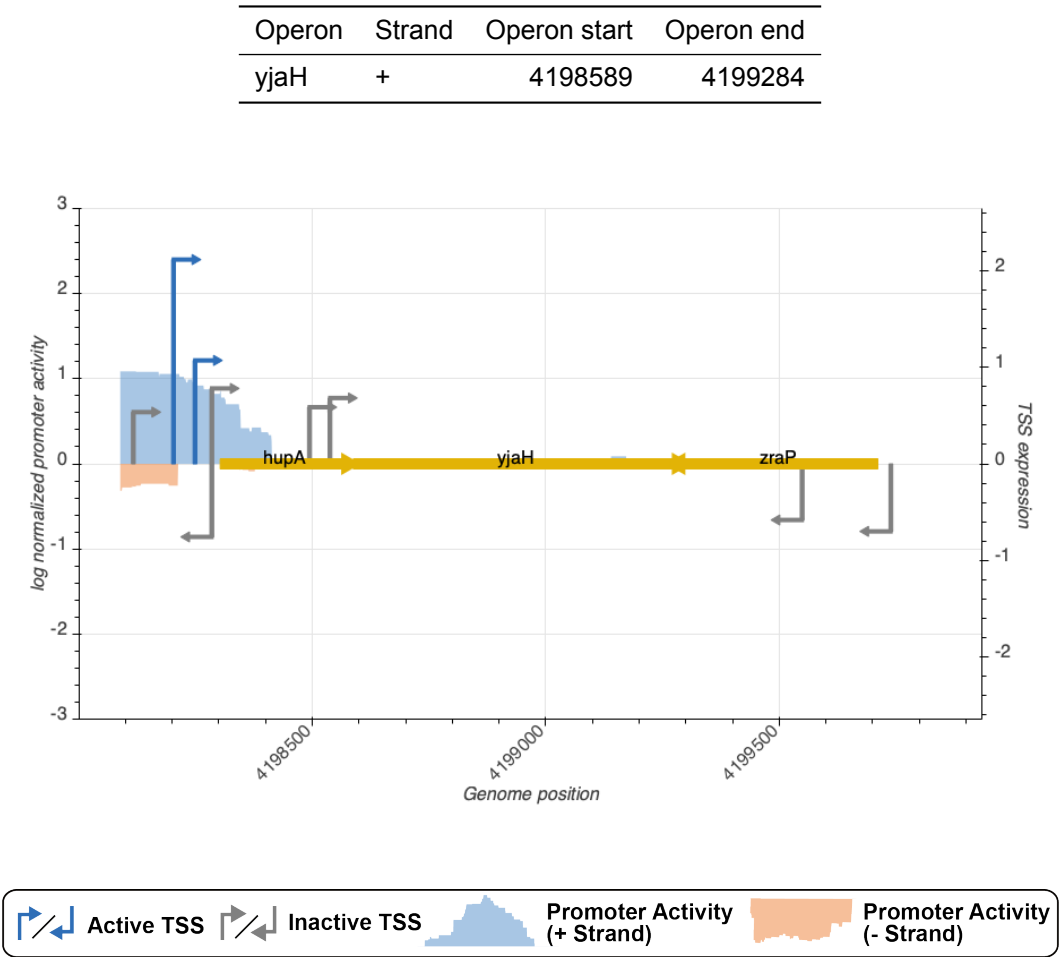 Operon Strand Operon start Operon end
yjaH + 4198589 4199284
3
2
1
0
-1
-2
-3
log normalized promoter activity
2
1
0
-1
-2
TSS expression
hupA yjaH zraP
4198500 4199000 4199500
Genome position
Active TSS
Inactive TSS
Promoter Activity
(+ Strand)
Promoter Activity
(- Strand)